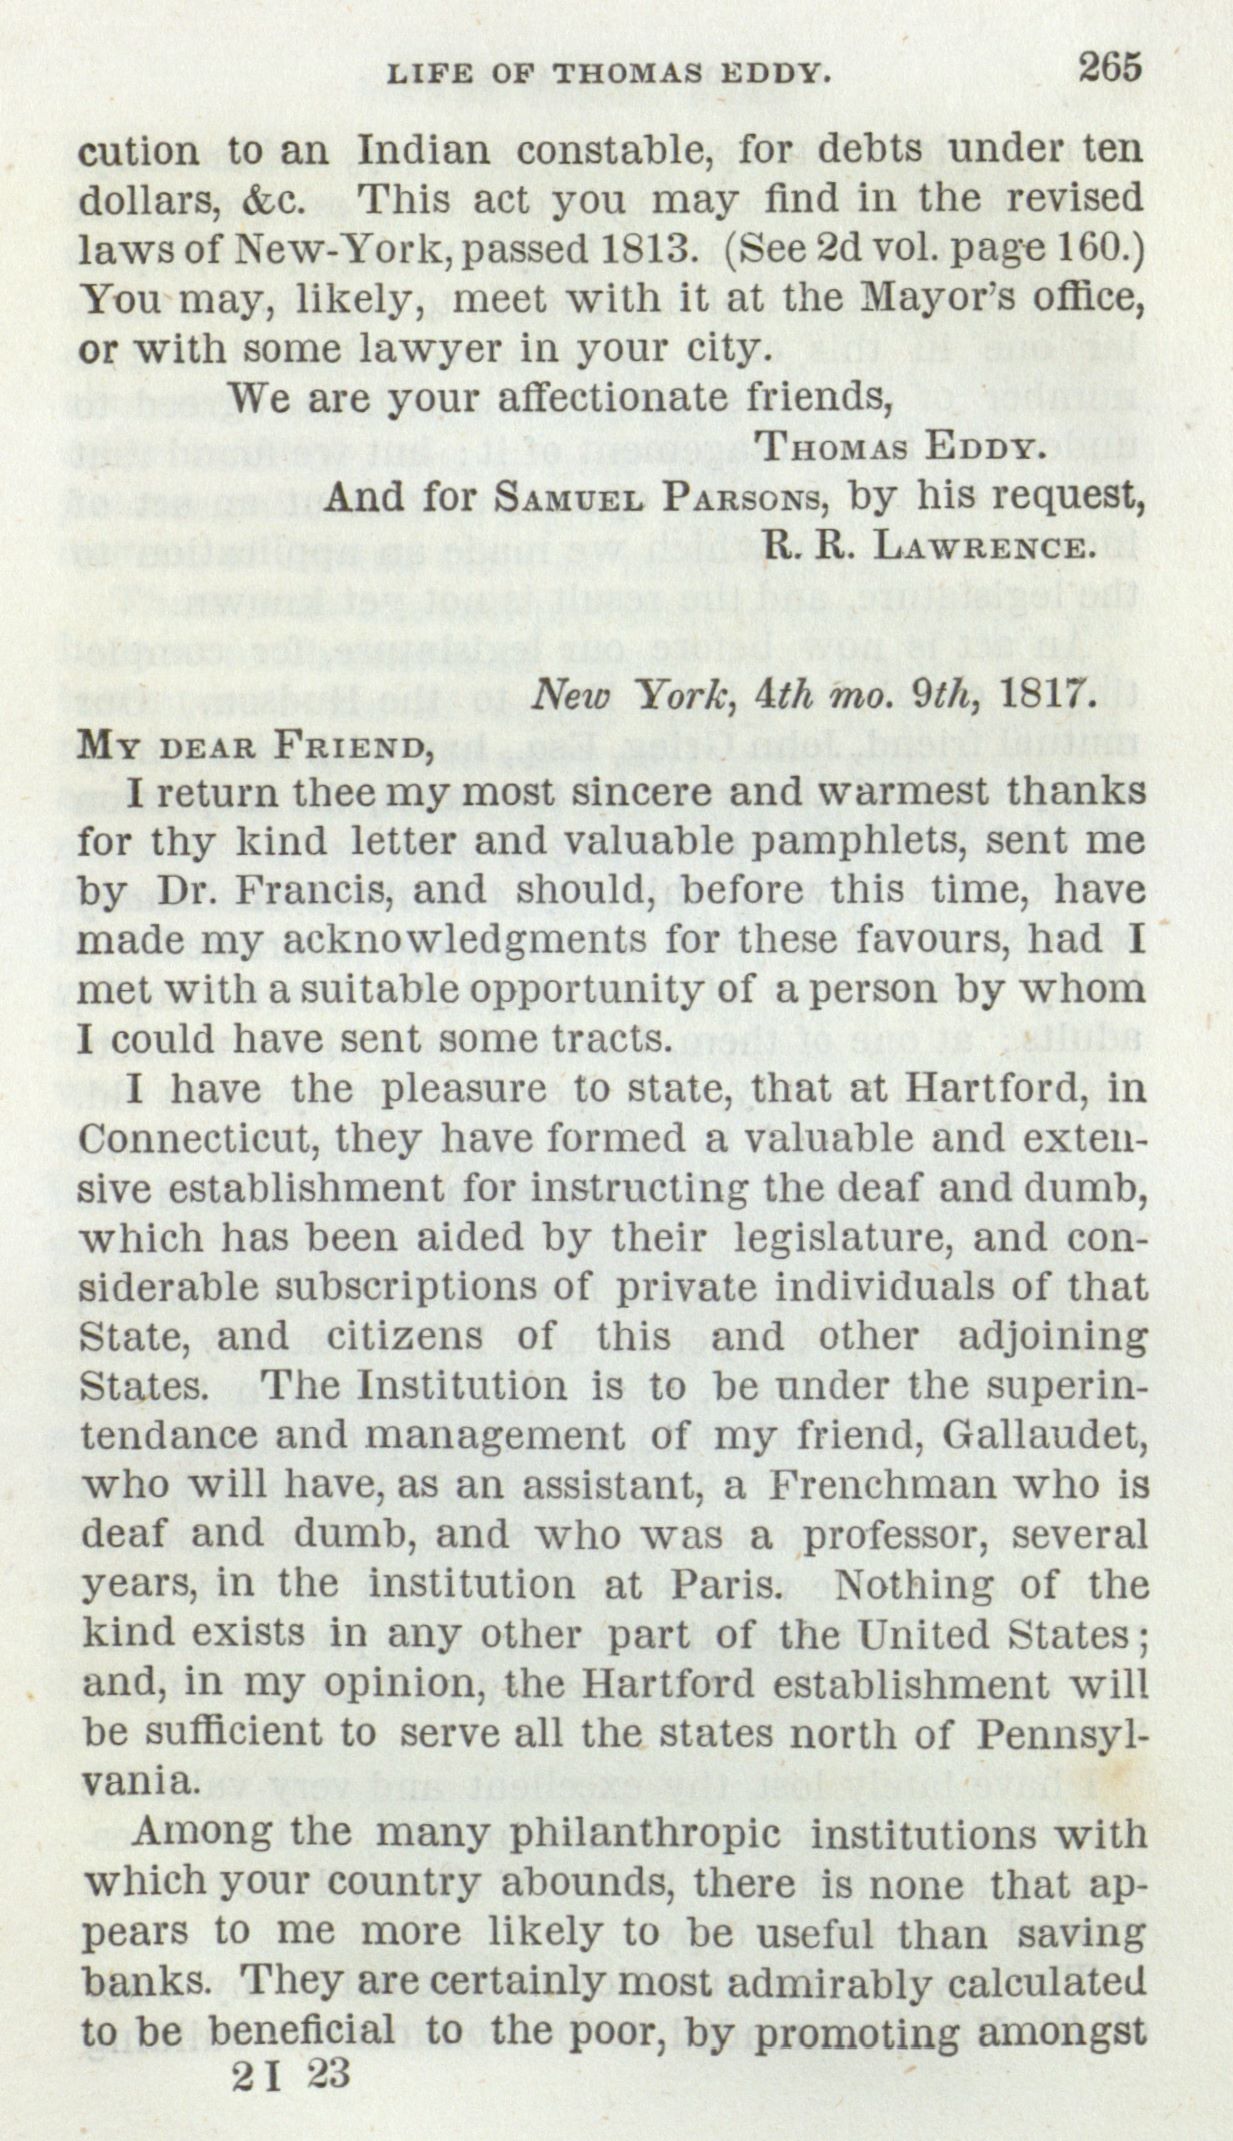 LIFE OF THOMAS EDDY. 265
cution to an Indian constable, for debts under ten
dollars, &c. This act you may find in the revised
laws of New-York, passed 1813. (See 2d vol. page 160.)
You may, likely, meet with it at the Mayor's office,
or with some lawyer in your city.
We are your affectionate friends,
THOMAS EDDY.
And for SAMUEL PARSONS, by his request,
R. R. LAWRENCE.
New York, 4th mo. 9th, 1817.
MY DEAR FRIEND,
I return thee my most sincere and warmest thanks
for thy kind letter and valuable pamphlets, sent me
by Dr. Francis, and should, before this time, have
made my acknowledgments for these favours, had I
met with a suitable opportunity of a person by whom
I could have sent some tracts.
I have the pleasure to state, that at Hartford, in
Connecticut, they have formed a valuable and exten-
sive establishment for instructing the deaf and dumb,
which has been aided by their legislature, and con-
siderable subscriptions of private individuals of that
State, and citizens of this and other adjoining
States. The Institution is to be under the superin-
tendance and management of my friend, Gallaudet,
who will have, as an assistant, a Frenchman who is
deaf and dumb, and who was a professor, several
years, in the institution at Paris. Nothing of the
kind exists in any other part of the United States;
and, in my opinion, the Hartford establishment will
be sufficient to serve all the states north of Pennsyl-
vania.
Among the many philanthropic institutions with
which your country abounds, there is none that ap-
pears to me more likely to be useful than saving
banks. They are certainly most admirably calculated
to be beneficial to the poor, by promoting amongst
2 I 23